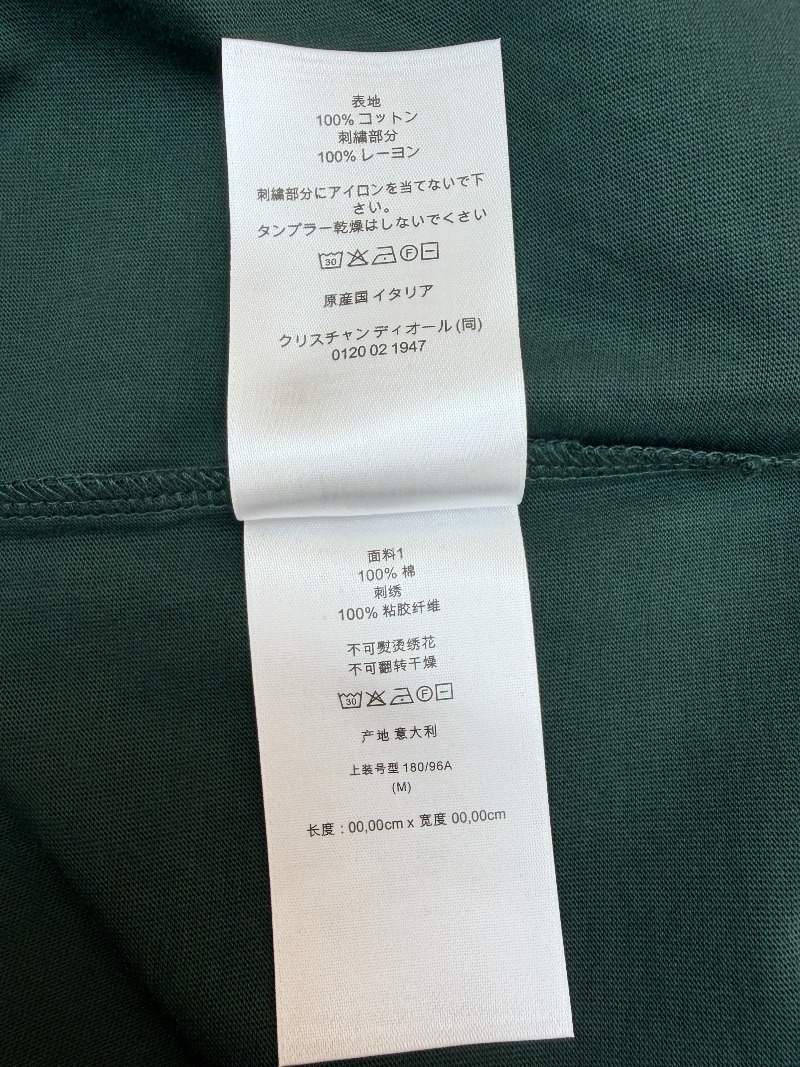 表地
100% コットン
刺繍部分
100% レーヨン
刺繍部分にアイロンを当てないで下
さい。
タンブラー乾燥はしないでくさい
30 F
原産国 イタリア
クリスチャン ディオール (同)
0120 02 1947
面料1
100% 棉
刺绣
100% 粘胶纤维
不可熨烫绣花
不可翻转干燥
30 F
产地 意大利
上装号型 180/96A
(M)
长度 : 00,00cm x 宽度 00,00cm